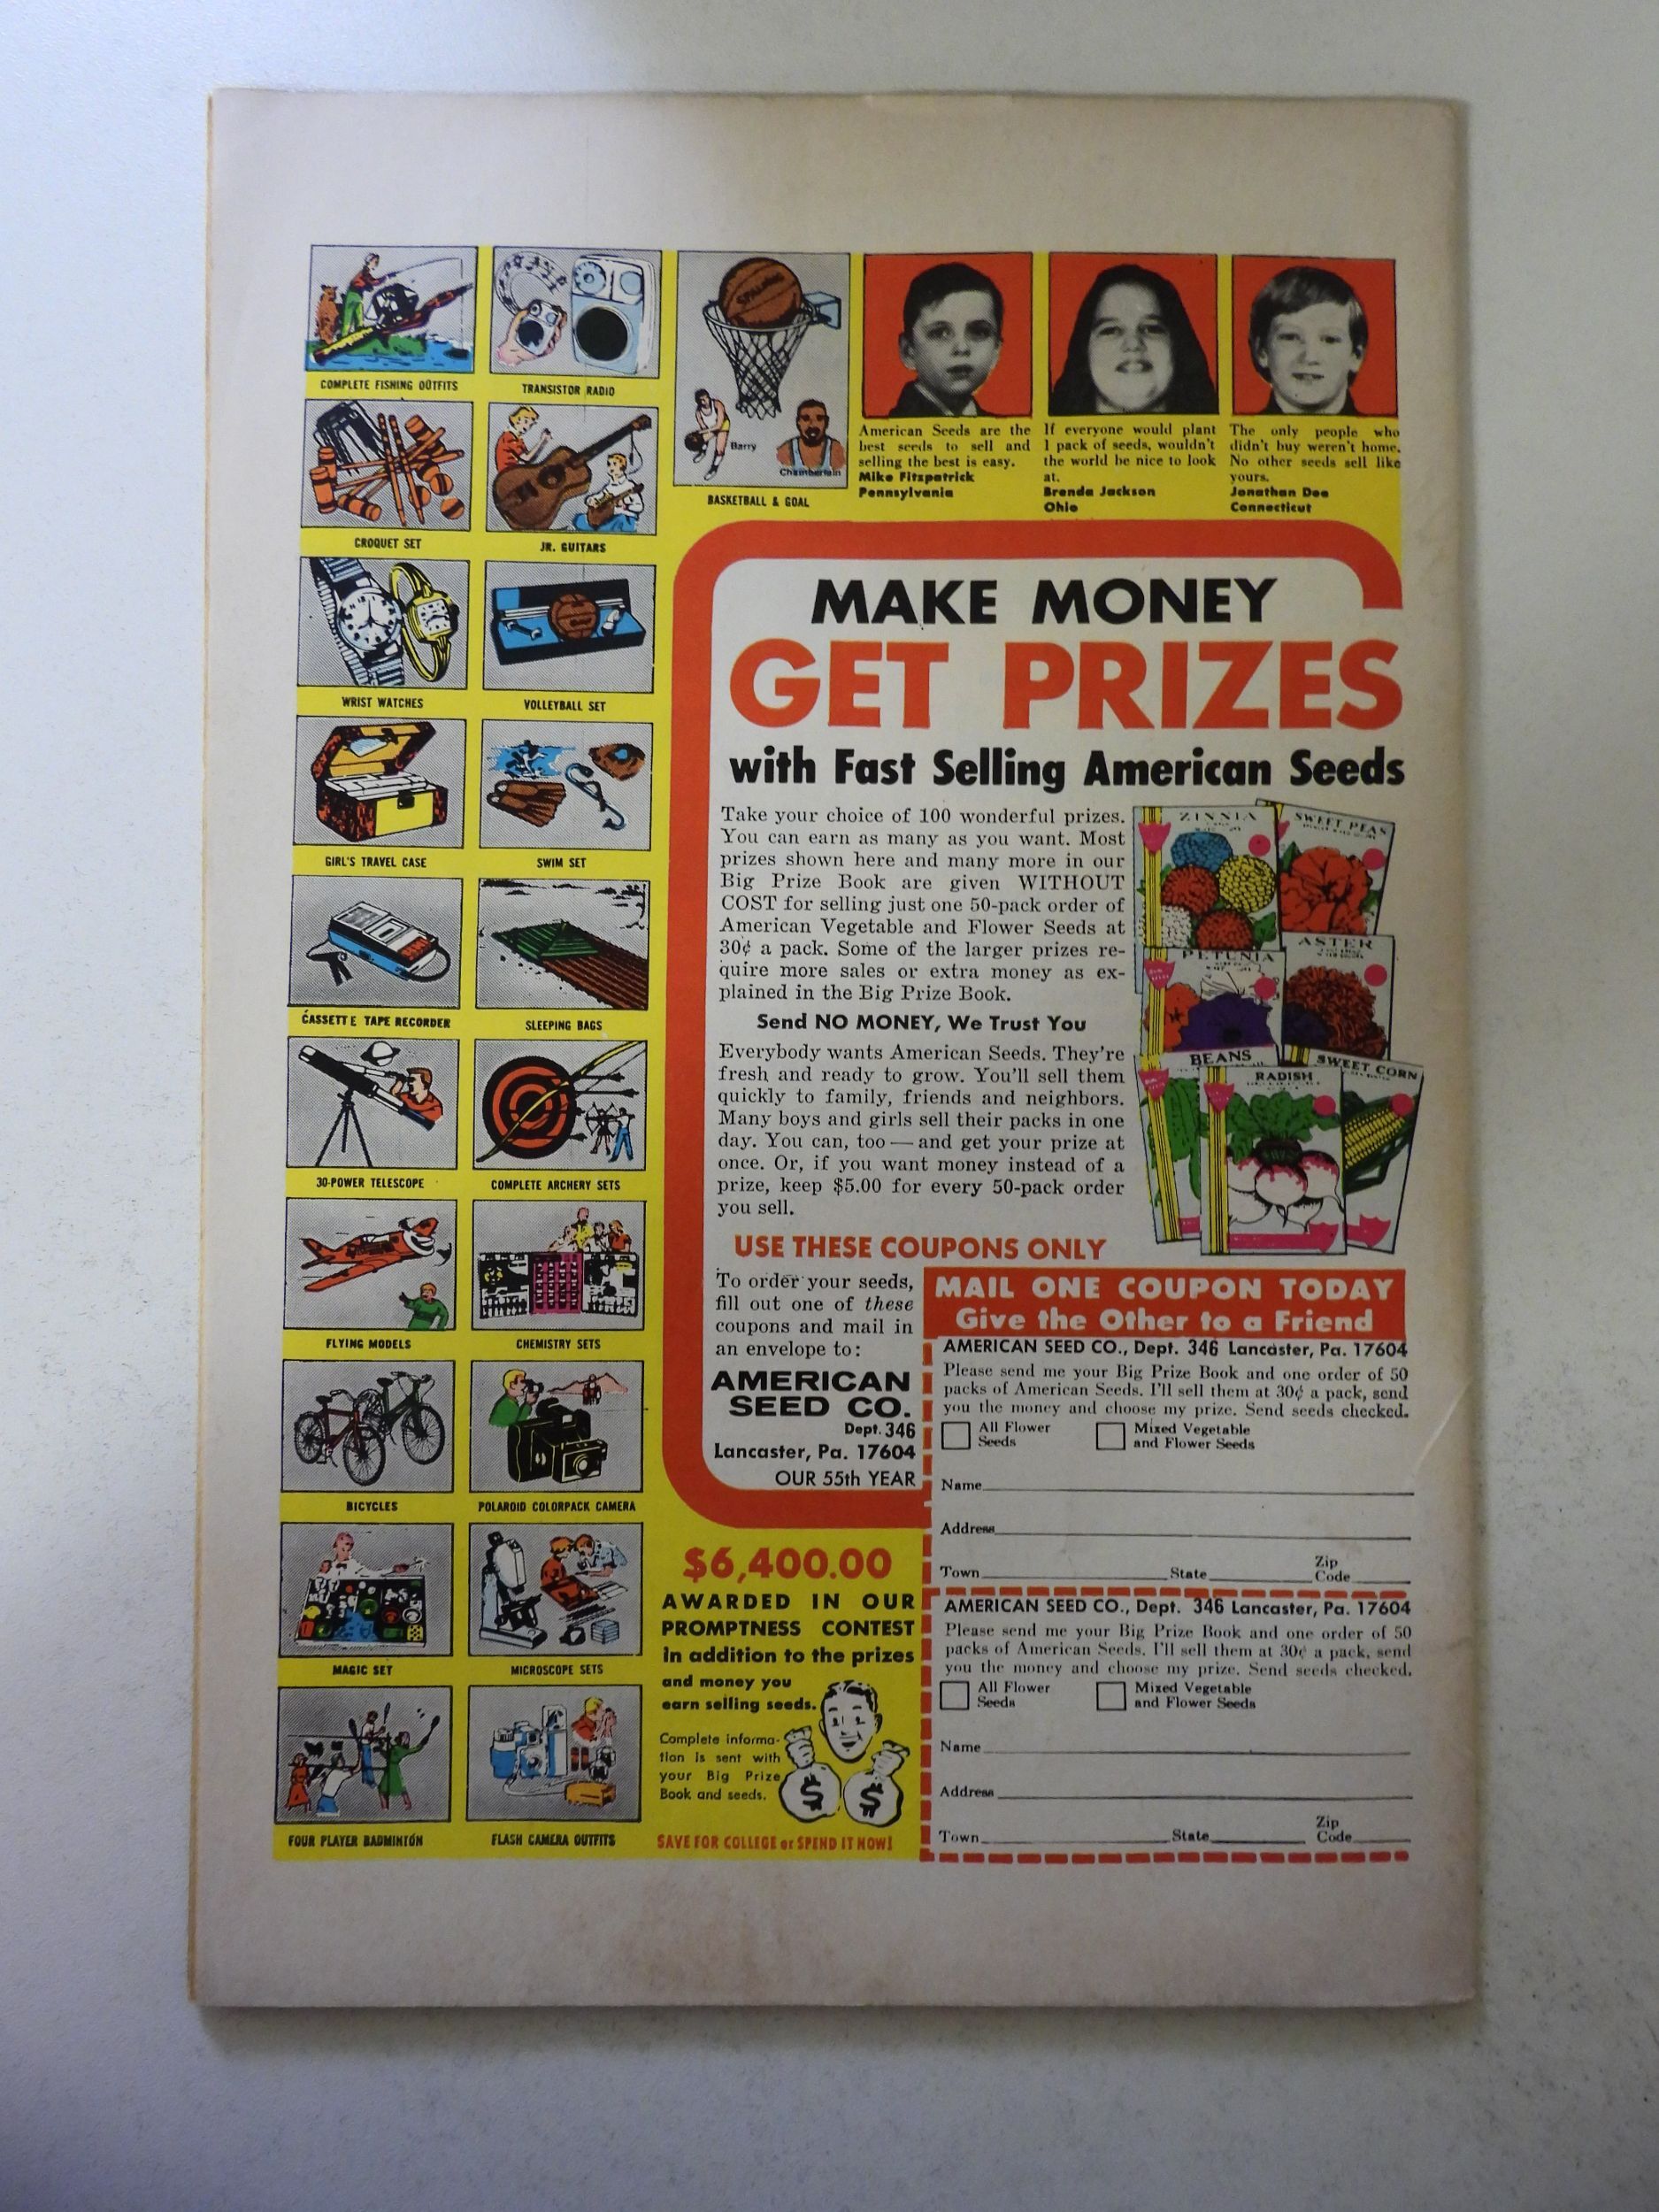 COMPLETE FISHING OUTFITS
TRANSISTOR RADIO
CROQUET SET
JR. GUITARS
WRIST WATCHES
VOLLEYBALL SET
GIRL'S TRAVEL CASE
SWIM SET
CASSETTE TAPE RECORDER
SLEEPING BAGS
30-POWER TELESCOPE
COMPLETE ARCHERY SETS
FLYING MODELS
CHEMISTRY SETS
BICYCLES
POLAROID COLORPACK CAMERA
MAGIC SET
MICROSCOPE SETS
FOUR PLAYER BADMINTON
FLASH CAMERA OUTFITS
SPALDING
Barry
Chamberlain
BASKETBALL & GOAL
American Seeds are the
best seeds to sell and
selling the best is easy.
Mike Fitzpatrick
Pennsylvania
If everyone would plant
1 pack of seeds, wouldn't
the world be nice to look
at.
Brenda Jackson
Ohio
The only people who
didn't buy weren't home.
No other seeds sell like
yours.
Jonathan Dee
Connecticut
MAKE MONEY
GET PRIZES
with Fast Selling American Seeds
Take your choice of 100 wonderful prizes.
You can earn as many as you want. Most
prizes shown here and many more in our
Big Prize Book are given WITHOUT
COST for selling just one 50-pack order of
American Vegetable and Flower Seeds at
30¢ a pack. Some of the larger prizes re-
quire more sales or extra money as ex-
plained in the Big Prize Book.
Send NO MONEY, We Trust You
Everybody wants American Seeds. They're
fresh and ready to grow. You'll sell them
quickly to family, friends and neighbors.
Many boys and girls sell their packs in one
day. You can, too — and get your prize at
once. Or, if you want money instead of a
prize, keep $5.00 for every 50-pack order
you sell.
ZINNIA
SWEET PEAS
PETUNIA
ASTER
BEANS
RADISH
SWEET CORN
USE THESE COUPONS ONLY
To order your seeds,
fill out one of these
coupons and mail in
an envelope to:
AMERICAN
SEED CO.
Dept. 346
Lancaster, Pa. 17604
OUR 55th YEAR
MAIL ONE COUPON TODAY
Give the Other to a Friend
AMERICAN SEED CO., Dept. 346 Lancaster, Pa. 17604
Please send me your Big Prize Book and one order of 50
packs of American Seeds. I'll sell them at 30¢ a pack, send
you the money and choose my prize. Send seeds checked.
All Flower Seeds
Mixed Vegetable and Flower Seeds
Name
Address
Town State Zip Code
AMERICAN SEED CO., Dept. 346 Lancaster, Pa. 17604
Please send me your Big Prize Book and one order of 50
packs of American Seeds. I'll sell them at 30¢ a pack, send
you the money and choose my prize. Send seeds checked.
All Flower Seeds
Mixed Vegetable and Flower Seeds
Name
Address
Town State Zip Code
$6,400.00
AWARDED IN OUR
PROMPTNESS CONTEST
in addition to the prizes
and money you
earn selling seeds.
Complete informa-
tion is sent with
your Big Prize
Book and seeds.
$ $
SAVE FOR COLLEGE or SPEND IT NOW!